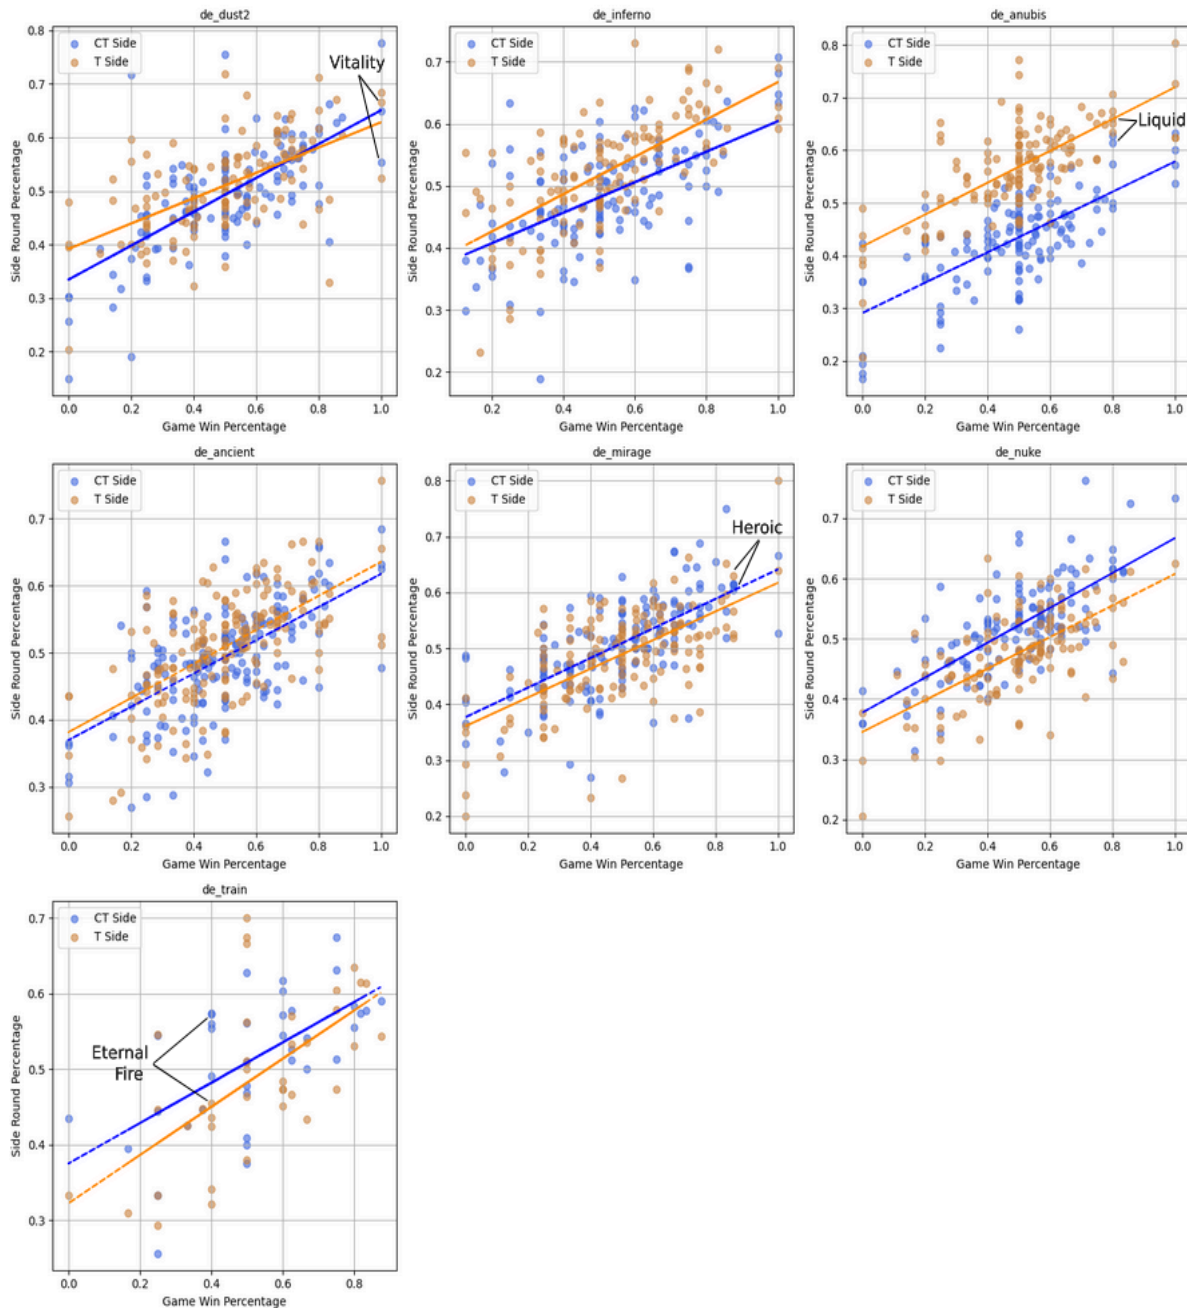 de_dust2
CT Side
T Side
Vitality
0.8
0.7
0.6
0.5
0.4
0.3
0.2
Side Round Percentage
0.0 0.2 0.4 0.6 0.8 1.0
Game Win Percentage
de_inferno
CT Side
T Side
0.7
0.6
0.5
0.4
0.3
0.2
Side Round Percentage
0.2 0.4 0.6 0.8 1.0
Game Win Percentage
de_anubis
CT Side
T Side
Liquid
0.8
0.7
0.6
0.5
0.4
0.3
0.2
Side Round Percentage
0.0 0.2 0.4 0.6 0.8 1.0
Game Win Percentage
de_ancient
CT Side
T Side
0.7
0.6
0.5
0.4
0.3
Side Round Percentage
0.0 0.2 0.4 0.6 0.8 1.0
Game Win Percentage
de_mirage
CT Side
T Side
Heroic
0.8
0.7
0.6
0.5
0.4
0.3
0.2
Side Round Percentage
0.0 0.2 0.4 0.6 0.8 1.0
Game Win Percentage
de_nuke
CT Side
T Side
0.7
0.6
0.5
0.4
0.3
0.2
Side Round Percentage
0.0 0.2 0.4 0.6 0.8 1.0
Game Win Percentage
de_train
CT Side
T Side
Eternal
Fire
0.7
0.6
0.5
0.4
0.3
Side Round Percentage
0.0 0.2 0.4 0.6 0.8
Game Win Percentage